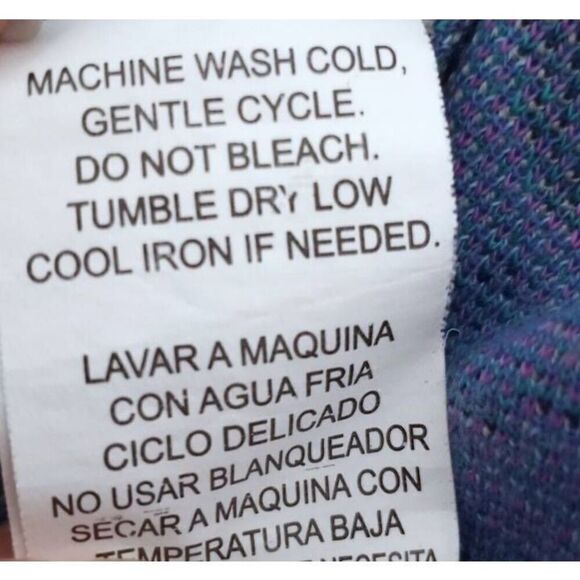 MACHINE WASH COLD,
GENTLE CYCLE.
DO NOT BLEACH.
TUMBLE DRY LOW
COOL IRON IF NEEDED.
LAVAR A MAQUINA
CON AGUA FRIA
CICLO DELICADO
NO USAR BLANQUEADOR
SECAR A MAQUINA CON
TEMPERATURA BAJA